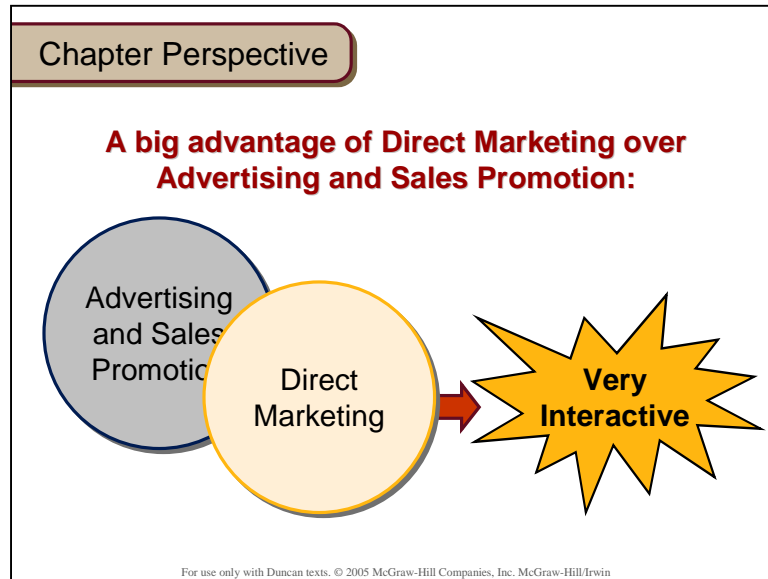 Chapter Perspective
A big advantage of Direct Marketing over
Advertising and Sales Promotion:
Advertising
and Sales
Promotion
Direct
Marketing
Very
Interactive
For use only with Duncan texts. © 2005 McGraw-Hill Companies, Inc. McGraw-Hill/Irwin